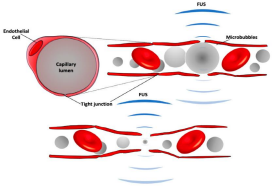 FUS
Endothelial
Cell
Microbubbles
Capillary
lumen
Tight junction
FUS